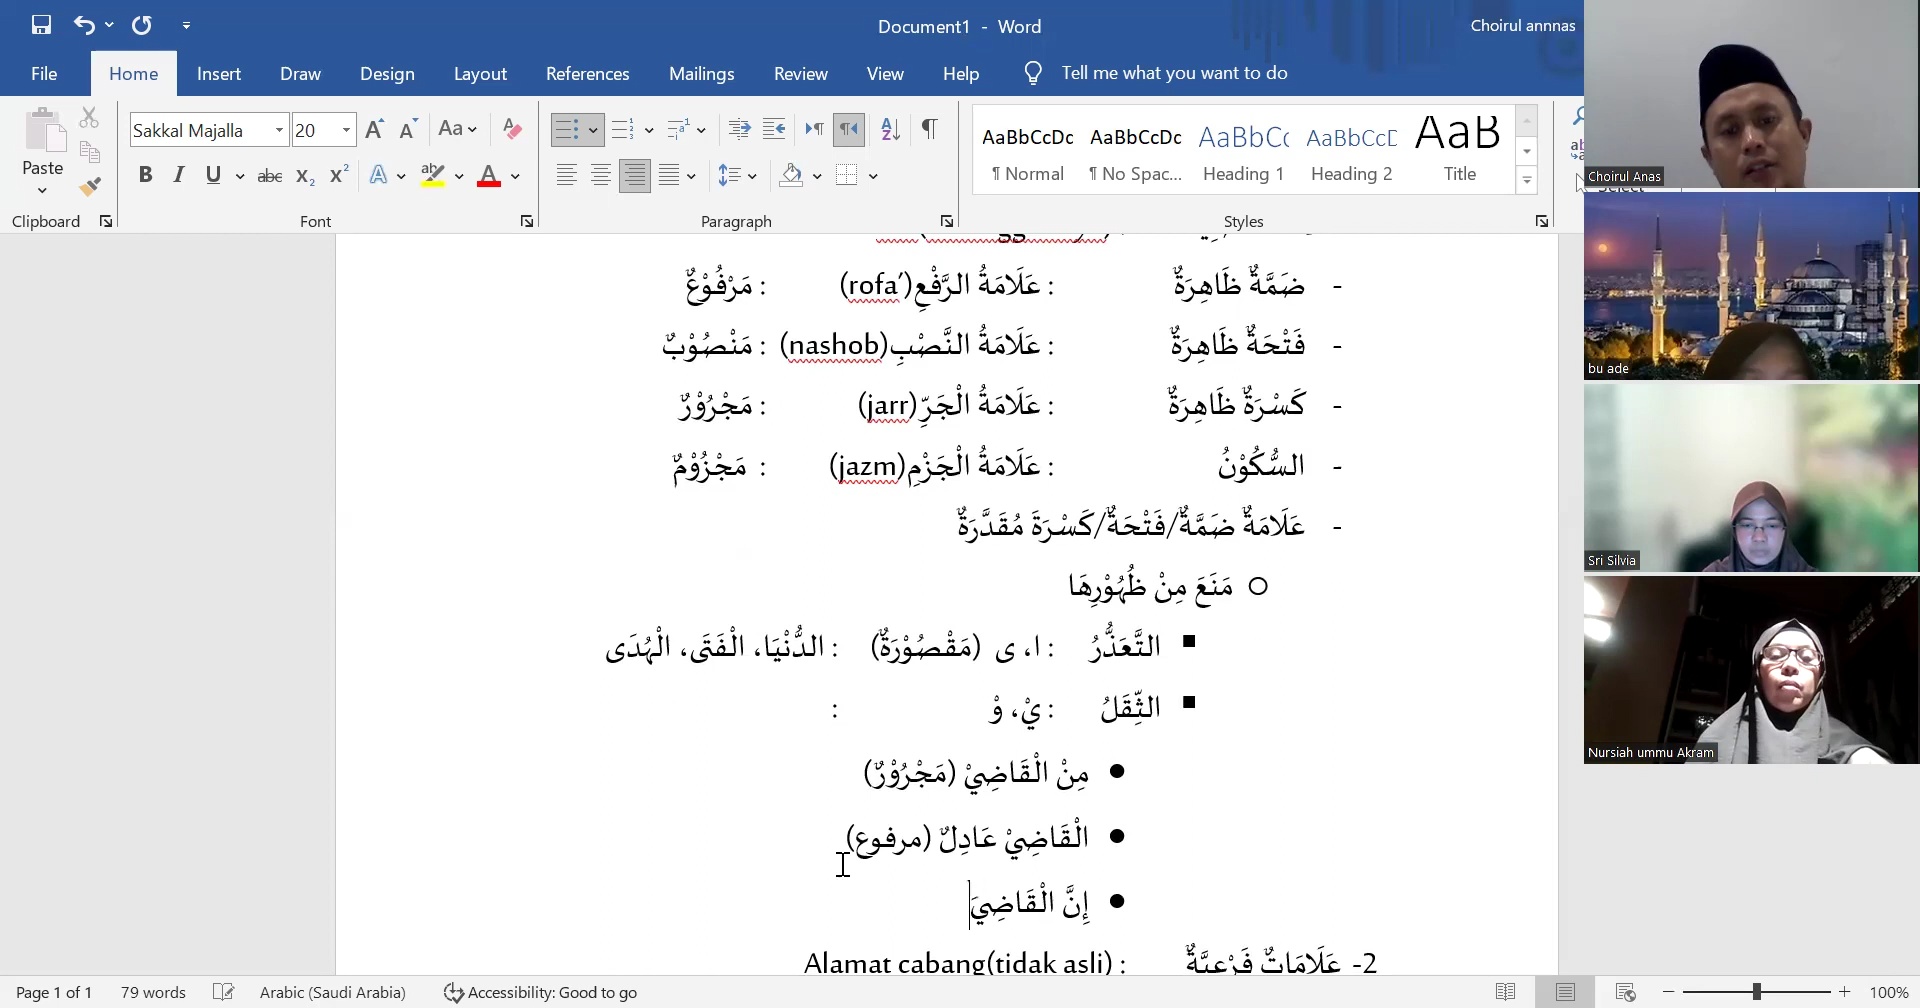 Document1 - Word
Choirul annnas
File Home Insert Draw Design Layout References Mailings Review View Help Tell me what you want to do
Paste
Clipboard
Sakkal Majalla 20
Font
Paragraph
AaBbCcDc AaBbCcDc AaBbCc AaBbCcD AaB
¶ Normal ¶ No Spac... Heading 1 Heading 2 Title
Styles
Select
Choirul Anas
bu ade
Sri Silvia
Nursiah ummu Akram
- ضَمَّةٌ ظَاهِرَةٌ : عَلَامَةُ الرَّفْعِ(rofa’) : مَرْفُوْعٌ
- فَتْحَةٌ ظَاهِرَةٌ : عَلَامَةُ النَّصْبِ(nashob) : مَنْصُوْبٌ
- كَسْرَةٌ ظَاهِرَةٌ : عَلَامَةُ الْجَرِّ(jarr) : مَجْرُوْرٌ
- السُّكُوْنُ : عَلَامَةُ الْجَزْمِ(jazm) : مَجْزُوْمٌ
- عَلَامَةٌ ضَمَّةٌ/فَتْحَةٌ/كَسْرَةَ مُقَدَّرَةٌ
مَنَعَ مِنْ ظُهُوْرِهَا
التَّعَذُّرُ : ا، ى (مَقْصُوْرَةٌ) : الدُّنْيَا، الْفَتَى، الْهُدَى
الثِّقَلُ : يْ، وْ :
مِنْ الْقَاضِيْ (مَجْرُوْرٌ)
الْقَاضِيْ عَادِلٌ (مرفوع)
إِنَّ الْقَاضِيَ
2- عَلَامَاتٌ فَرْعِيَّةٌ : Alamat cabang(tidak asli)
Page 1 of 1 79 words Arabic (Saudi Arabia) Accessibility: Good to go 100%